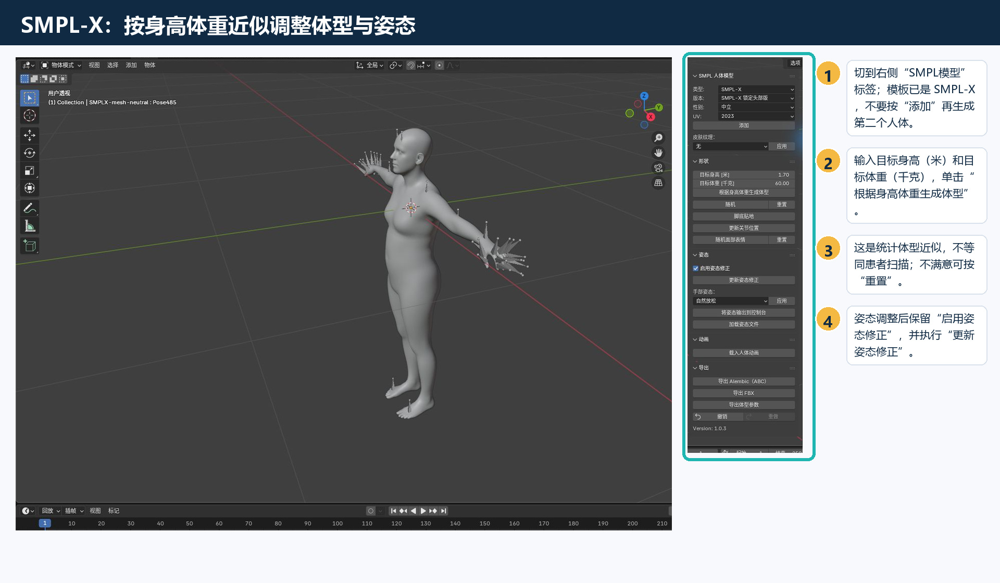 SMPL-X：按身高体重近似调整体型与姿态
物体模式 视图 选择 添加 物体
全局
用户透视
(1) Collection | SMPLX-mesh-neutral : Pose485
Z
Y
X
回放 插帧 视图 标记
1 10 20 30 40 50 60 70 80 90 100 110 120 130 140 150 160 170 180 190 200 210
选项
SMPL 人体模型
类型: SMPL-X
版本: SMPL-X 锁定头部版
性别: 中立
UV: 2023
添加
皮肤纹理:
无 应用
形状
目标身高 [米] 1.70
目标体重 [千克] 60.00
根据身高体重生成体型
随机 重置
脚底贴地
更新关节位置
随机面部表情 重置
姿态
启用姿态修正
更新姿态修正
手部姿态:
自然放松 应用
将姿态输出到控制台
加载姿态文件
动画
载入人体动画
导出
导出 Alembic（ABC）
导出 FBX
导出体型参数
撤销 重做
Version: 1.0.3
1
切到右侧“SMPL模型”
标签；模板已是 SMPL-X
，不要按“添加”再生成
第二个人体。
2
输入目标身高（米）和目
标体重（千克），单击“
根据身高体重生成体型”
。
3
这是统计体型近似，不等
同患者扫描；不满意可按
“重置”。
4
姿态调整后保留“启用姿
态修正”，并执行“更新
姿态修正”。